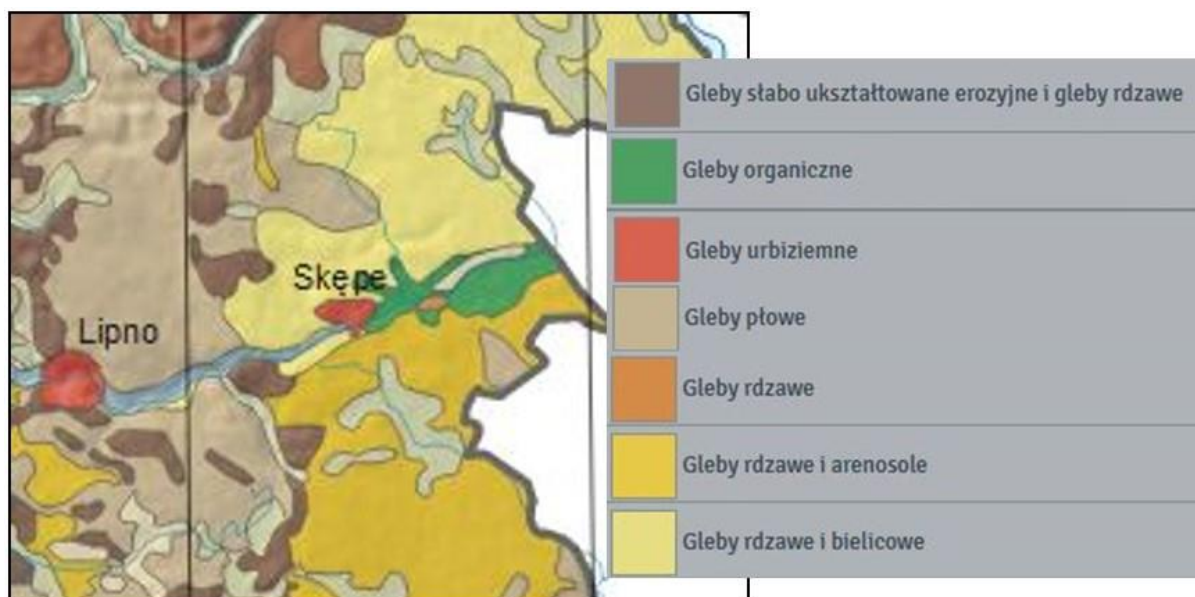 Skępe
Lipno
Gleby słabo ukształtowane erozyjne i gleby rdzawe
Gleby organiczne
Gleby urbiziemne
Gleby płowe
Gleby rdzawe
Gleby rdzawe i arenosole
Gleby rdzawe i bielicowe